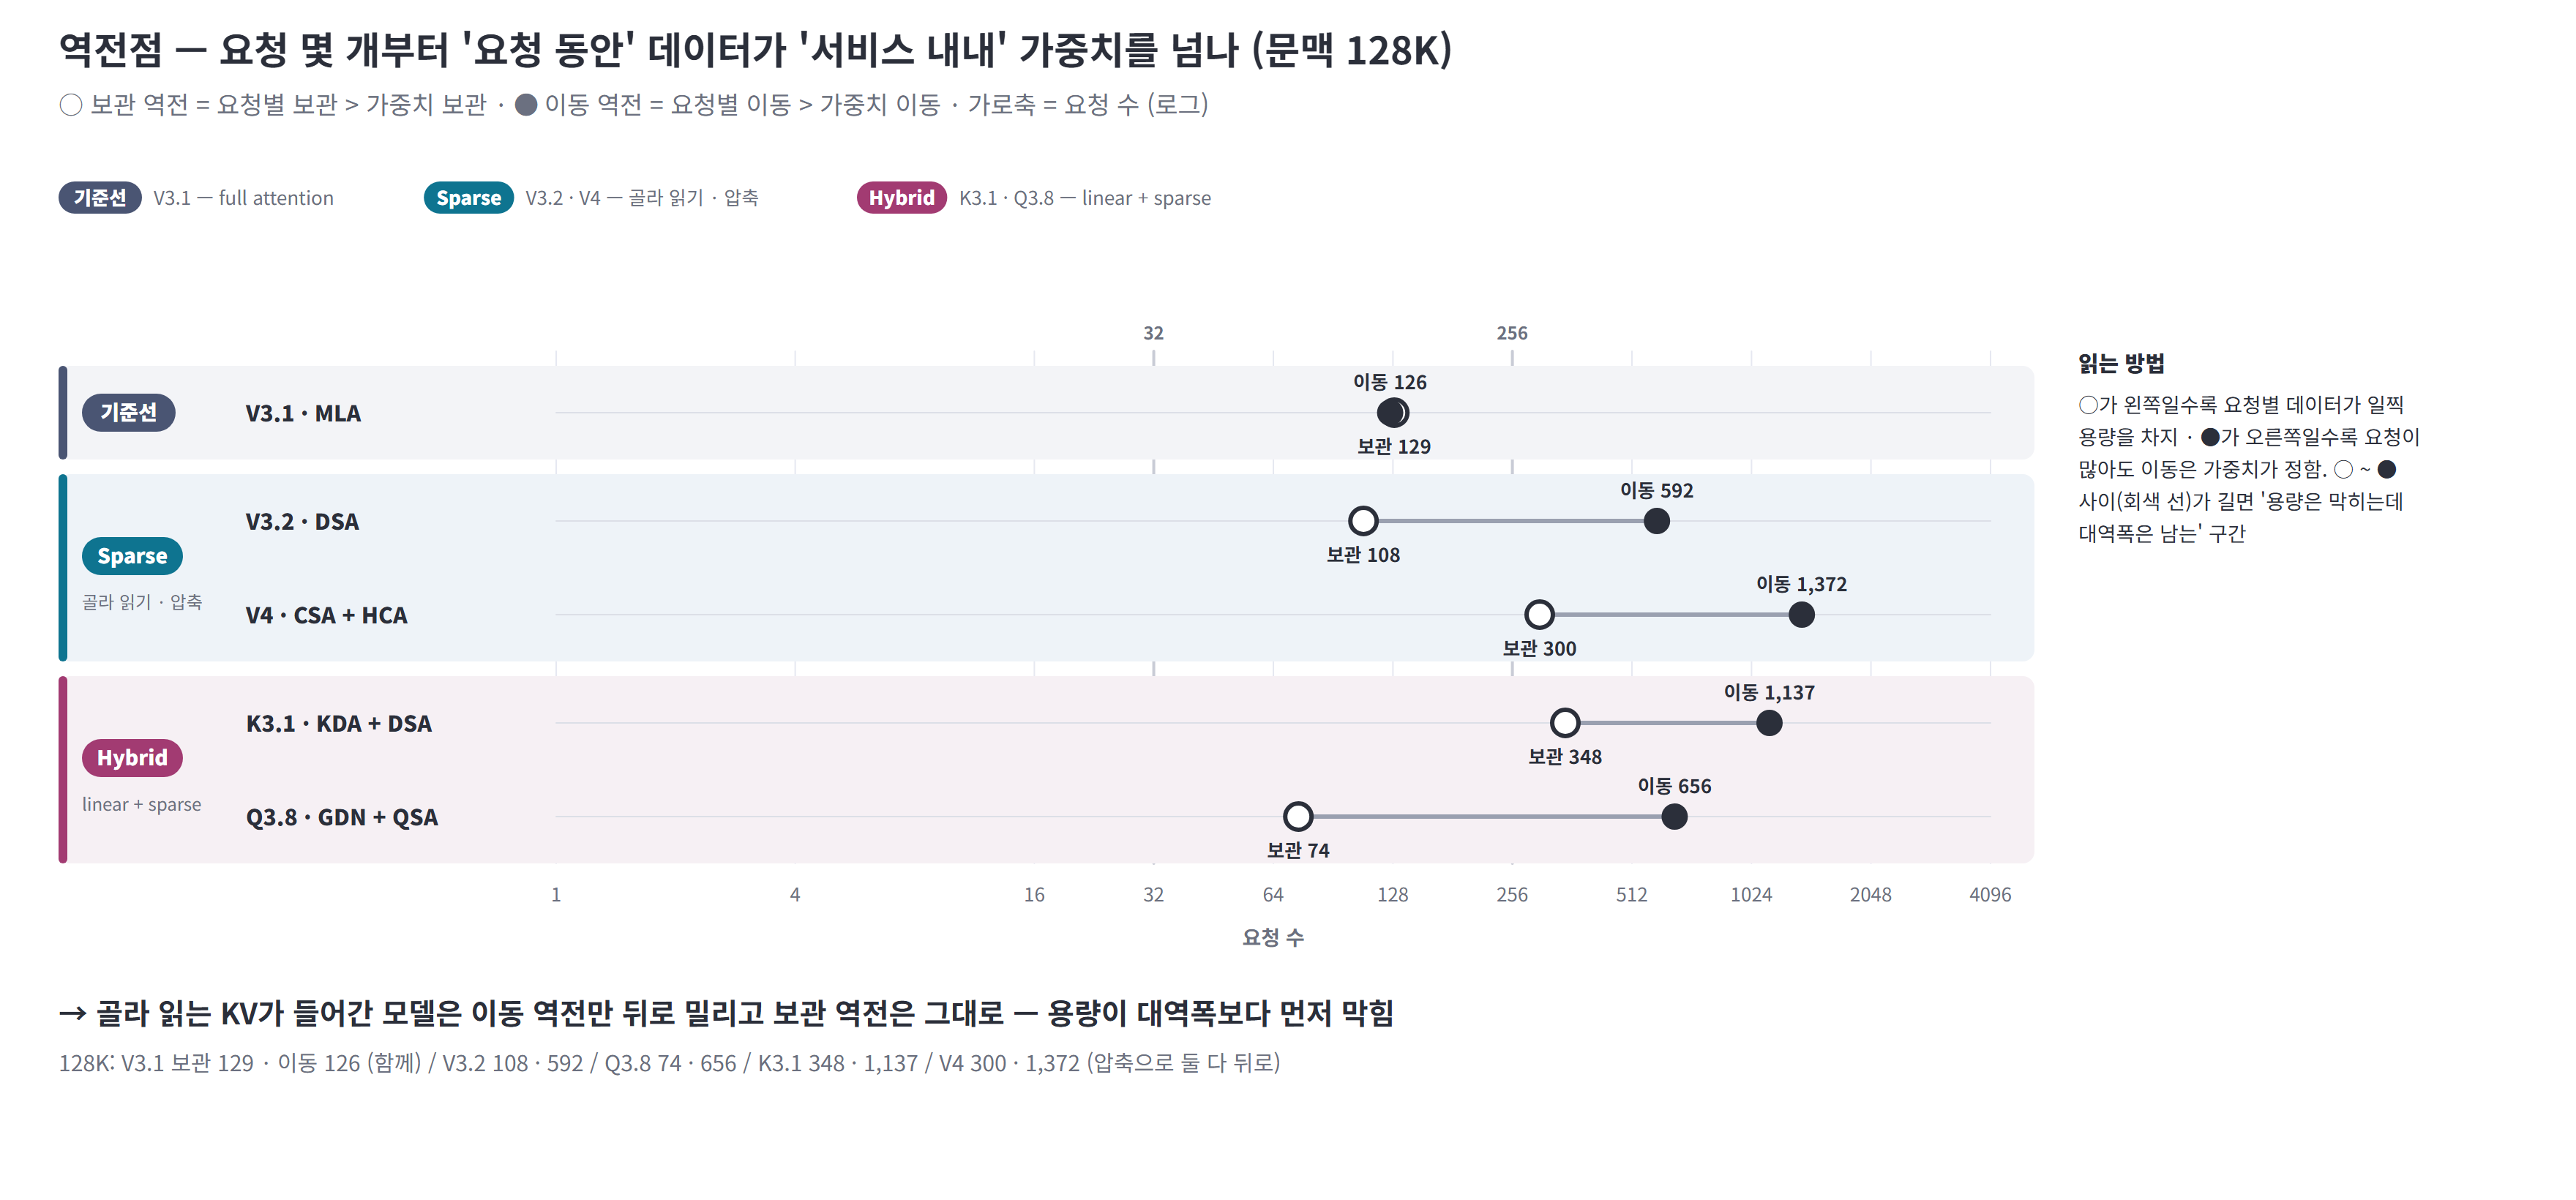 역전점 — 요청 몇 개부터 '요청 동안' 데이터가 '서비스 내내' 가중치를 넘나 (문맥 128K)
○ 보관 역전 = 요청별 보관 > 가중치 보관 · ● 이동 역전 = 요청별 이동 > 가중치 이동 · 가로축 = 요청 수 (로그)
기준선 V3.1 — full attention Sparse V3.2 · V4 — 골라 읽기 · 압축 Hybrid K3.1 · Q3.8 — linear + sparse
32 256
이동 126
기준선 V3.1 · MLA
보관 129
이동 592
V3.2 · DSA
보관 108
Sparse
골라 읽기 · 압축
이동 1,372
V4 · CSA + HCA
보관 300
이동 1,137
K3.1 · KDA + DSA
보관 348
Hybrid
linear + sparse
이동 656
Q3.8 · GDN + QSA
보관 74
1 4 16 32 64 128 256 512 1024 2048 4096
요청 수
읽는 방법
○가 왼쪽일수록 요청별 데이터가 일찍
용량을 차지 · ●가 오른쪽일수록 요청이
많아도 이동은 가중치가 정함. ○ ~ ●
사이(회색 선)가 길면 '용량은 막히는데
대역폭은 남는' 구간
→ 골라 읽는 KV가 들어간 모델은 이동 역전만 뒤로 밀리고 보관 역전은 그대로 — 용량이 대역폭보다 먼저 막힘
128K: V3.1 보관 129 · 이동 126 (함께) / V3.2 108 · 592 / Q3.8 74 · 656 / K3.1 348 · 1,137 / V4 300 · 1,372 (압축으로 둘 다 뒤로)